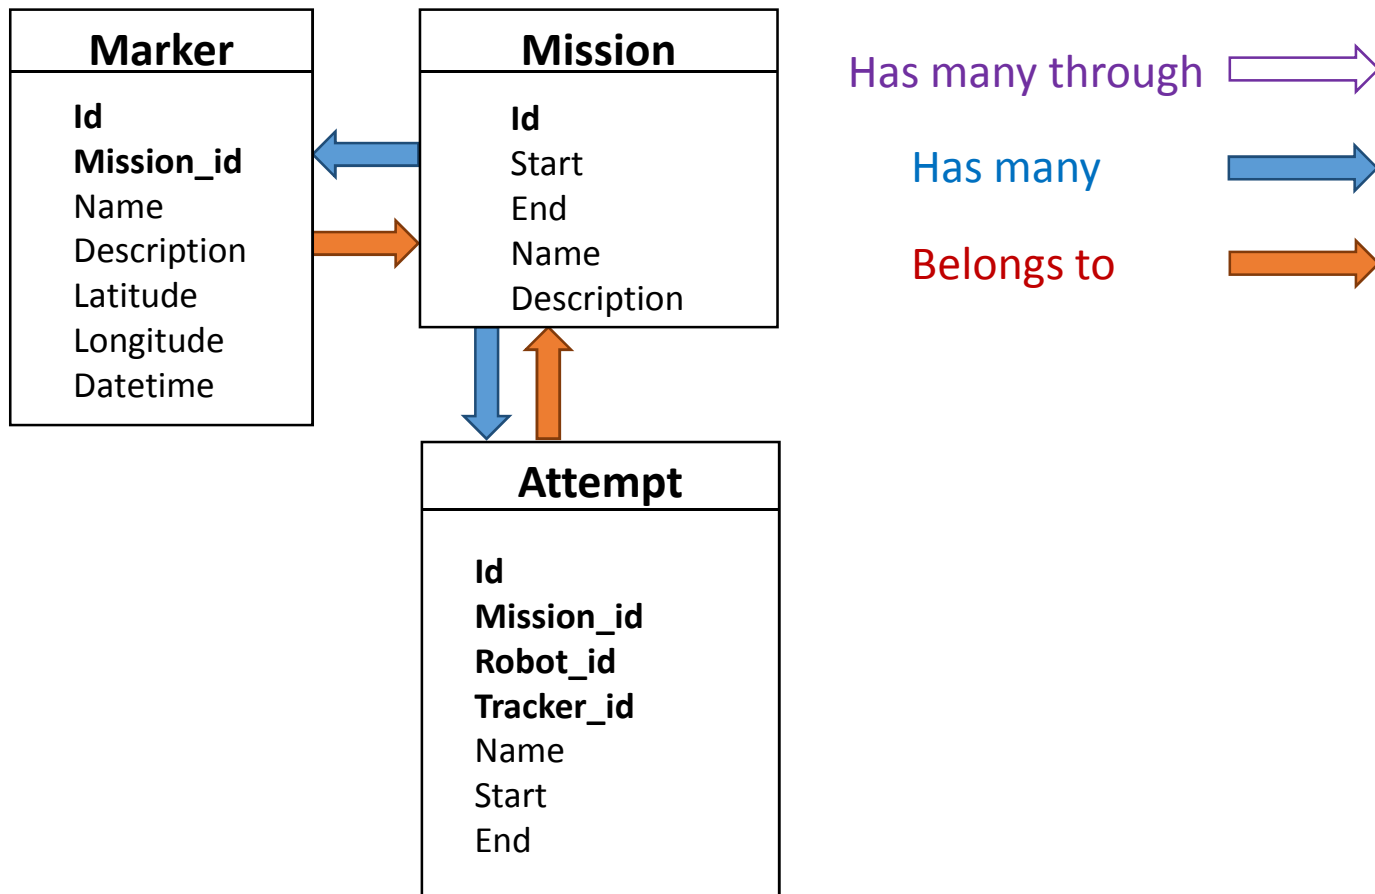 Marker
Id
Mission_id
Name
Description
Latitude
Longitude
Datetime
Mission
Id
Start
End
Name
Description
Attempt
Id
Mission_id
Robot_id
Tracker_id
Name
Start
End
Has many through
Has many
Belongs to